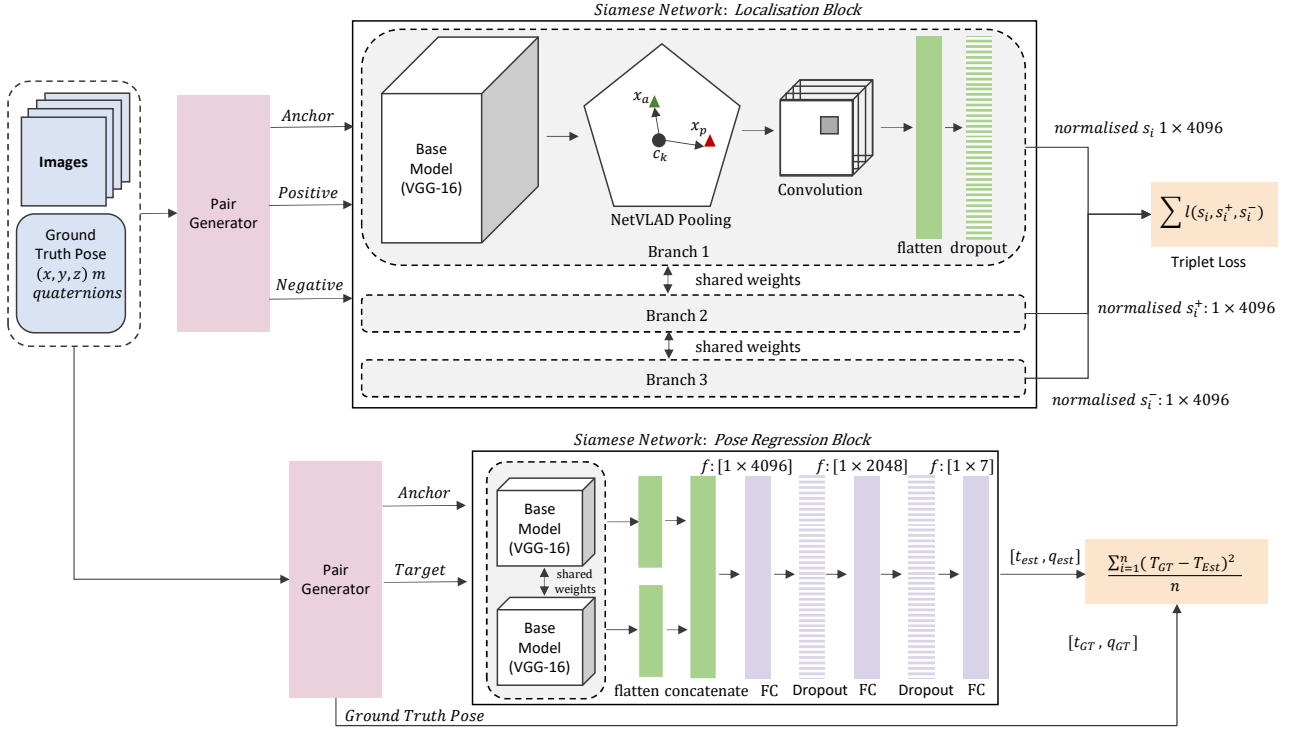 Siamese Network: Localisation Block
Images
Ground
Truth Pose
(x, y, z) m
quaternions
Pair
Generator
Anchor
Positive
Negative
Base
Model
(VGG-16)
x_a
x_p
c_k
NetVLAD Pooling
Convolution
flatten dropout
Branch 1
shared weights
Branch 2
shared weights
Branch 3
normalised s_i 1 × 4096
∑ l(s_i, s_i^+, s_i^-)
Triplet Loss
normalised s_i^+: 1 × 4096
normalised s_i^-: 1 × 4096
Siamese Network: Pose Regression Block
Pair
Generator
Anchor
Target
Ground Truth Pose
Base
Model
(VGG-16)
shared
weights
Base
Model
(VGG-16)
f: [1 × 4096] f: [1 × 2048] f: [1 × 7]
flatten concatenate FC Dropout FC Dropout FC
[t_est, q_est]
∑_{i=1}^{n}(T_GT − T_Est)^2
n
[t_GT, q_GT]